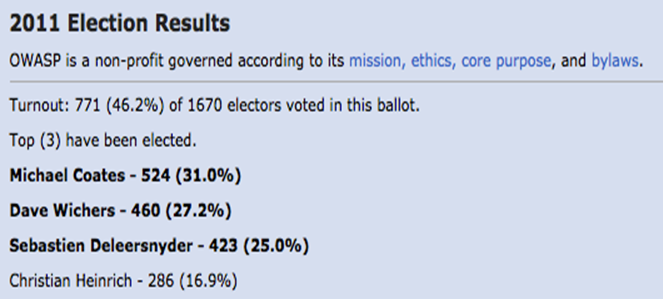 2011 Election Results
OWASP is a non-profit governed according to its mission, ethics, core purpose, and bylaws.
Turnout: 771 (46.2%) of 1670 electors voted in this ballot.
Top (3) have been elected.
Michael Coates - 524 (31.0%)
Dave Wichers - 460 (27.2%)
Sebastien Deleersnyder - 423 (25.0%)
Christian Heinrich - 286 (16.9%)